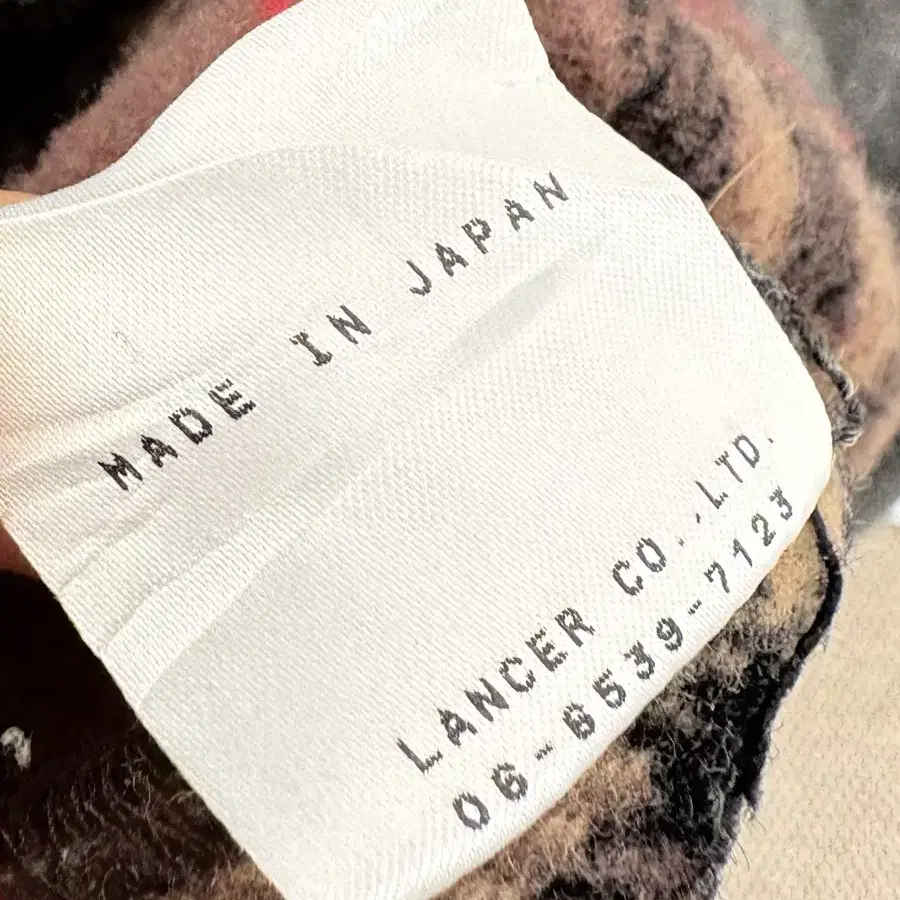 MADE IN JAPAN
LANCER CO.,LTD.
06-6539-7123